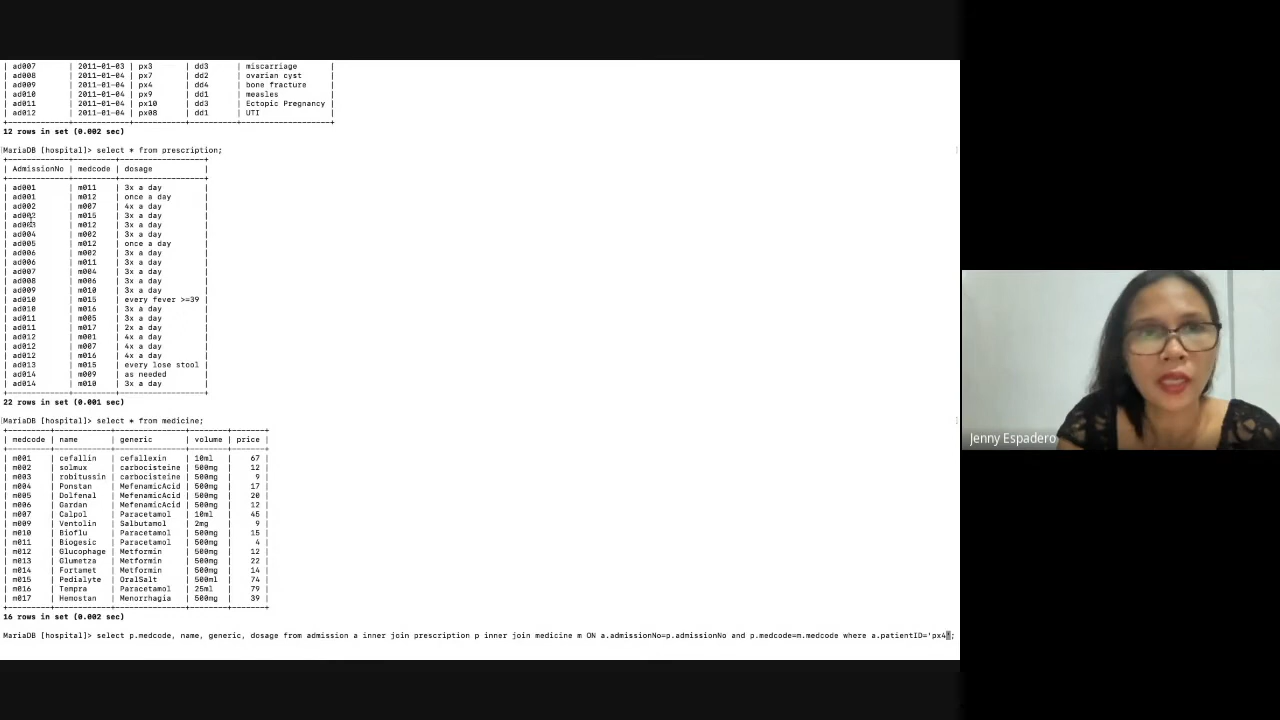 | ad007       | 2011-01-03 | px3       | dd3      | miscarriage       |
| ad008       | 2011-01-04 | px7       | dd2      | ovarian cyst      |
| ad009       | 2011-01-04 | px4       | dd4      | bone fracture     |
| ad010       | 2011-01-04 | px9       | dd1      | measles           |
| ad011       | 2011-01-04 | px10      | dd3      | Ectopic Pregnancy |
| ad012       | 2011-01-04 | px08      | dd1      | UTI               |
12 rows in set (0.002 sec)
MariaDB [hospital]> select * from prescription;
| AdmissionNo | medcode | dosage           |
| ad001       | m011    | 3x a day         |
| ad001       | m012    | once a day       |
| ad002       | m007    | 4x a day         |
| ad002       | m015    | 3x a day         |
| ad003       | m012    | 3x a day         |
| ad004       | m002    | 3x a day         |
| ad005       | m012    | once a day       |
| ad006       | m002    | 3x a day         |
| ad006       | m011    | 3x a day         |
| ad007       | m004    | 3x a day         |
| ad008       | m006    | 3x a day         |
| ad009       | m010    | 3x a day         |
| ad010       | m015    | every fever >=39 |
| ad010       | m016    | 3x a day         |
| ad011       | m005    | 3x a day         |
| ad011       | m017    | 2x a day         |
| ad012       | m001    | 4x a day         |
| ad012       | m007    | 4x a day         |
| ad012       | m016    | 4x a day         |
| ad013       | m015    | every lose stool |
| ad014       | m009    | as needed        |
| ad014       | m010    | 3x a day         |
22 rows in set (0.001 sec)
MariaDB [hospital]> select * from medicine;
| medcode | name       | generic       | volume | price |
| m001    | cefallin   | cefallexin    | 10ml   |    67 |
| m002    | solmux     | carbocisteine | 500mg  |    12 |
| m003    | robitussin | carbocisteine | 500mg  |     9 |
| m004    | Ponstan    | MefenamicAcid | 500mg  |    17 |
| m005    | Dolfenal   | MefenamicAcid | 500mg  |    20 |
| m006    | Gardan     | MefenamicAcid | 500mg  |    12 |
| m007    | Calpol     | Paracetamol   | 10ml   |    45 |
| m009    | Ventolin   | Salbutamol    | 2mg    |     9 |
| m010    | Bioflu     | Paracetamol   | 500mg  |    15 |
| m011    | Biogesic   | Paracetamol   | 500mg  |     4 |
| m012    | Glucophage | Metformin     | 500mg  |    12 |
| m013    | Glumetza   | Metformin     | 500mg  |    22 |
| m014    | Fortamet   | Metformin     | 500mg  |    14 |
| m015    | Pedialyte  | OralSalt      | 500ml  |    74 |
| m016    | Tempra     | Paracetamol   | 25ml   |    79 |
| m017    | Hemostan   | Menorrhagia   | 500mg  |    39 |
16 rows in set (0.002 sec)
MariaDB [hospital]> select p.medcode, name, generic, dosage from admission a inner join prescription p inner join medicine m ON a.admissionNo=p.admissionNo and p.medcode=m.medcode where a.patientID='px4';
Jenny Espadero